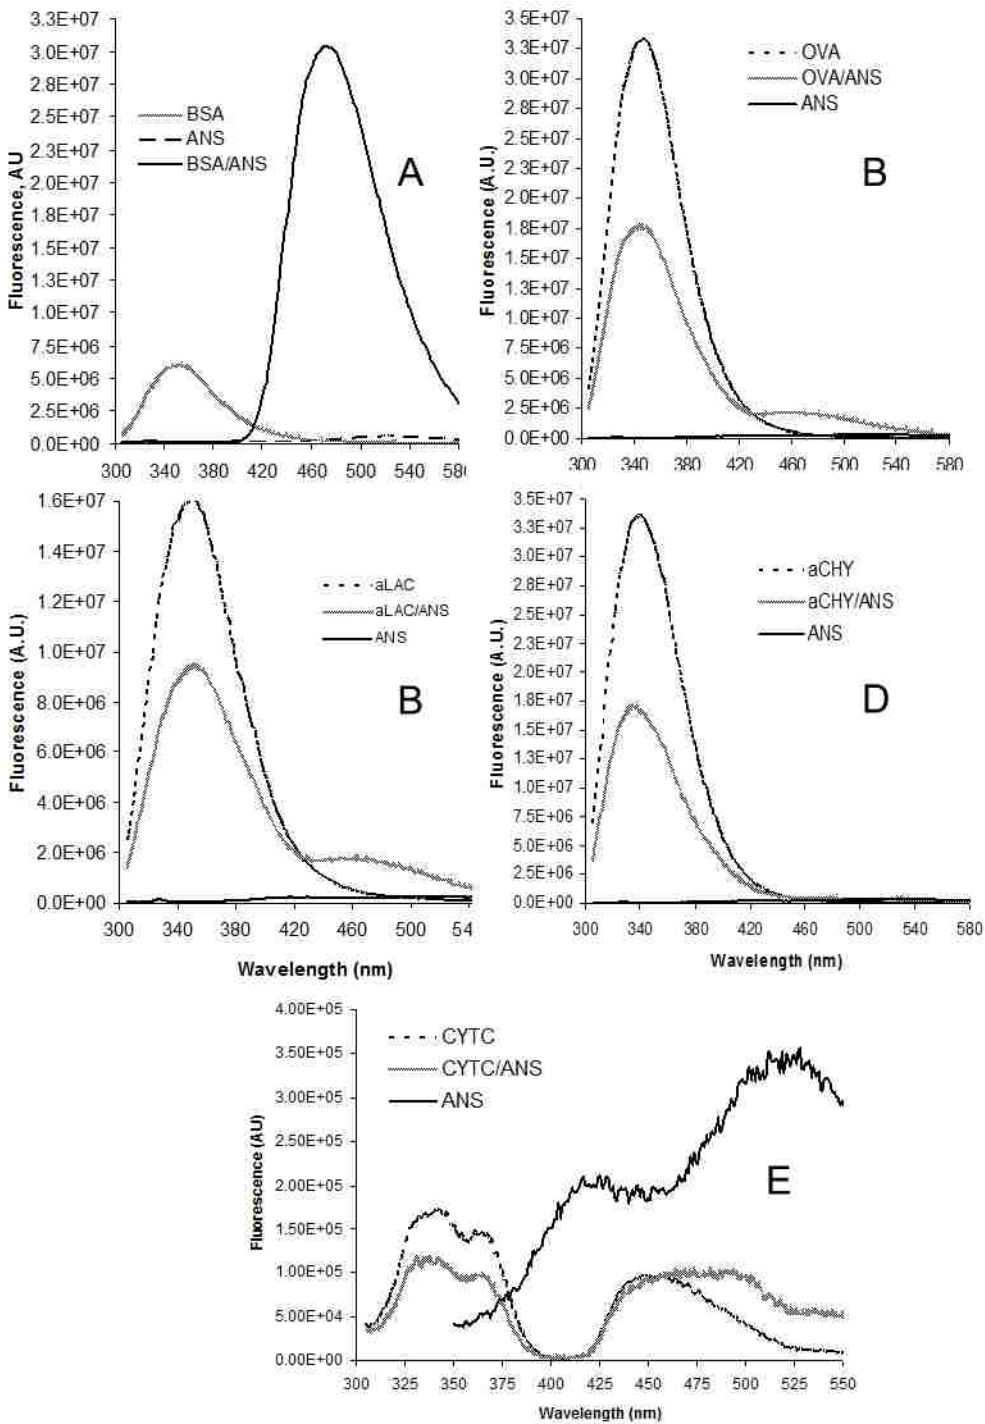 3.3E+07
3.0E+07
2.8E+07
2.5E+07
2.3E+07
2.0E+07
1.8E+07
1.5E+07
1.3E+07
1.0E+07
7.5E+06
5.0E+06
2.5E+06
0.0E+00
Fluorescence, AU
BSA
ANS
BSA/ANS
A
300 340 380 420 460 500 540 580
3.5E+07
3.3E+07
3.0E+07
2.8E+07
2.5E+07
2.3E+07
2.0E+07
1.8E+07
1.5E+07
1.3E+07
1.0E+07
7.5E+06
5.0E+06
2.5E+06
0.0E+00
Fluorescence (A.U.)
OVA
OVA/ANS
ANS
B
300 340 380 420 460 500 540 580
1.6E+07
1.4E+07
1.2E+07
1.0E+07
8.0E+06
6.0E+06
4.0E+06
2.0E+06
0.0E+00
Fluorescence (A.U.)
aLAC
aLAC/ANS
ANS
B
300 340 380 420 460 500 54
Wavelength (nm)
3.5E+07
3.3E+07
3.0E+07
2.8E+07
2.5E+07
2.3E+07
2.0E+07
1.8E+07
1.5E+07
1.3E+07
1.0E+07
7.5E+06
5.0E+06
2.5E+06
0.0E+00
Fluorescence (A.U.)
aCHY
aCHY/ANS
ANS
D
300 340 380 420 460 500 540 580
Wavelength (nm)
4.00E+05
3.50E+05
3.00E+05
2.50E+05
2.00E+05
1.50E+05
1.00E+05
5.00E+04
0.00E+00
Fluorescence (AU)
CYTC
CYTC/ANS
ANS
E
300 325 350 375 400 425 450 475 500 525 550
Wavelength (nm)